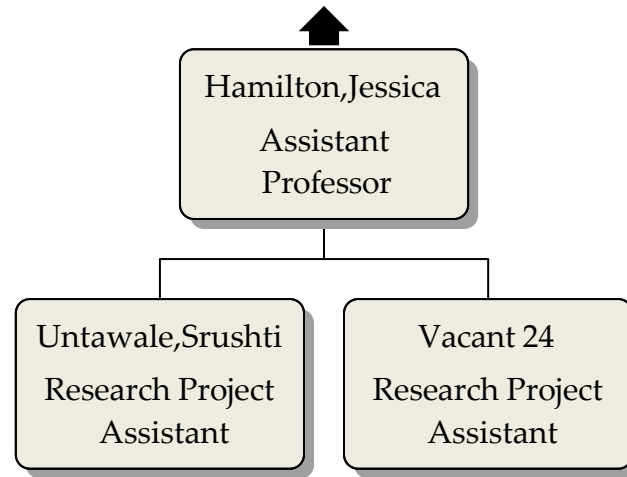 Hamilton,Jessica
Assistant
Professor
Untawale,Srushti
Research Project
Assistant
Vacant 24
Research Project
Assistant